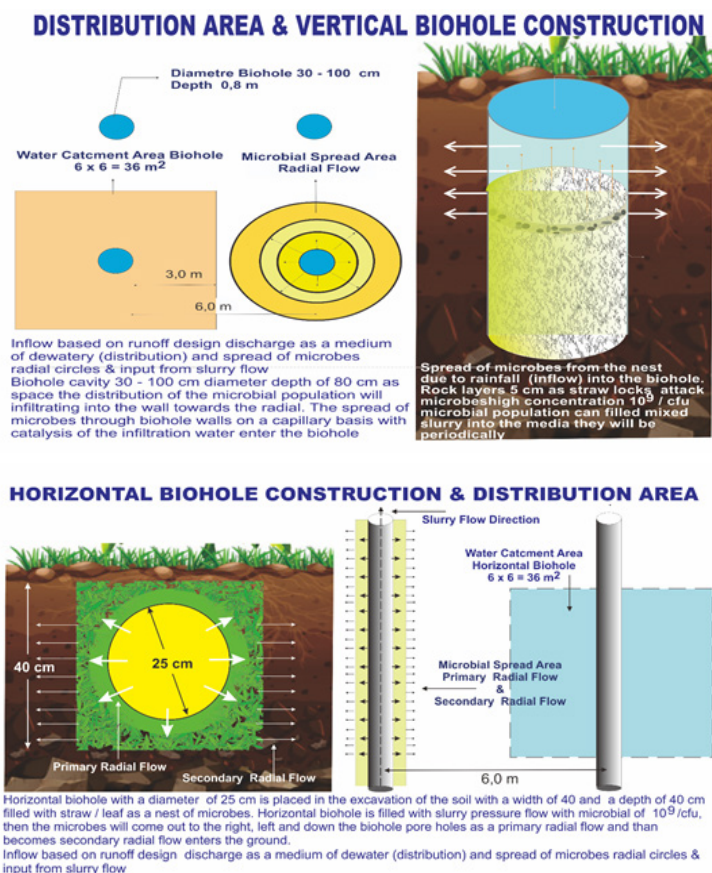 DISTRIBUTION AREA & VERTICAL BIOHOLE CONSTRUCTION
Diametre Biohole 30 - 100 cm
Depth 0,8 m
Water Catcment Area Biohole
6 x 6 = 36 m²
Microbial Spread Area
Radial Flow
3,0 m
6,0 m
Inflow based on runoff design discharge as a medium
of dewatery (distribution) and spread of microbes
radial circles & input from slurry flow
Biohole cavity 30 - 100 cm diameter depth of 80 cm as
space the distribution of the microbial population will
infiltrating into the wall towards the radial. The spread of
microbes through biohole walls on a capillary basis with
catalysis of the infiltration water enter the biohole
Spread of microbes from the nest
due to rainfall (inflow) into the biohole.
Rock layers 5 cm as straw locks attack
microbeshigh concentration 10⁹ / cfu
microbial population can filled mixed
slurry into the media they will be
periodically
HORIZONTAL BIOHOLE CONSTRUCTION & DISTRIBUTION AREA
40 cm
25 cm
Primary Radial Flow
Secondary Radial Flow
Slurry Flow Direction
Water Catcment Area
Horizontal Biohole
6 x 6 = 36 m²
Microbial Spread Area
Primary Radial Flow
&
Secondary Radial Flow
6,0 m
Horizontal biohole with a diameter of 25 cm is placed in the excavation of the soil with a width of 40 and a depth of 40 cm
filled with straw / leaf as a nest of microbes. Horizontal biohole is filled with slurry pressure flow with microbial of 10⁹/cfu,
then the microbes will come out to the right, left and down the biohole pore holes as a primary radial flow and than
becomes secondary radial flow enters the ground.
Inflow based on runoff design discharge as a medium of dewater (distribution) and spread of microbes radial circles &
input from slurry flow